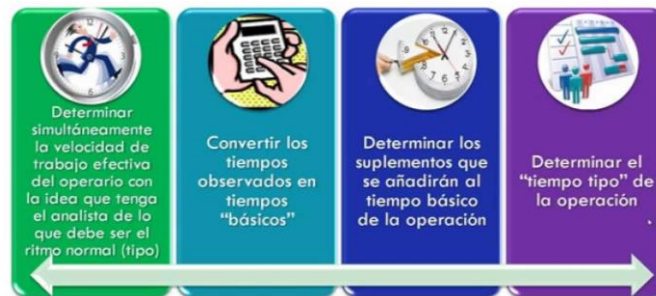 Determinar
simultáneamente
la velocidad de
trabajo efectiva
del operario con
la idea que tenga
el analista de lo
que debe ser el
ritmo normal (tipo)
Convertir los
tiempos
observados en
tiempos
“básicos”
Determinar los
suplementos que
se añadirán al
tiempo básico
de la operación
Determinar el
“tiempo tipo” de
la operación